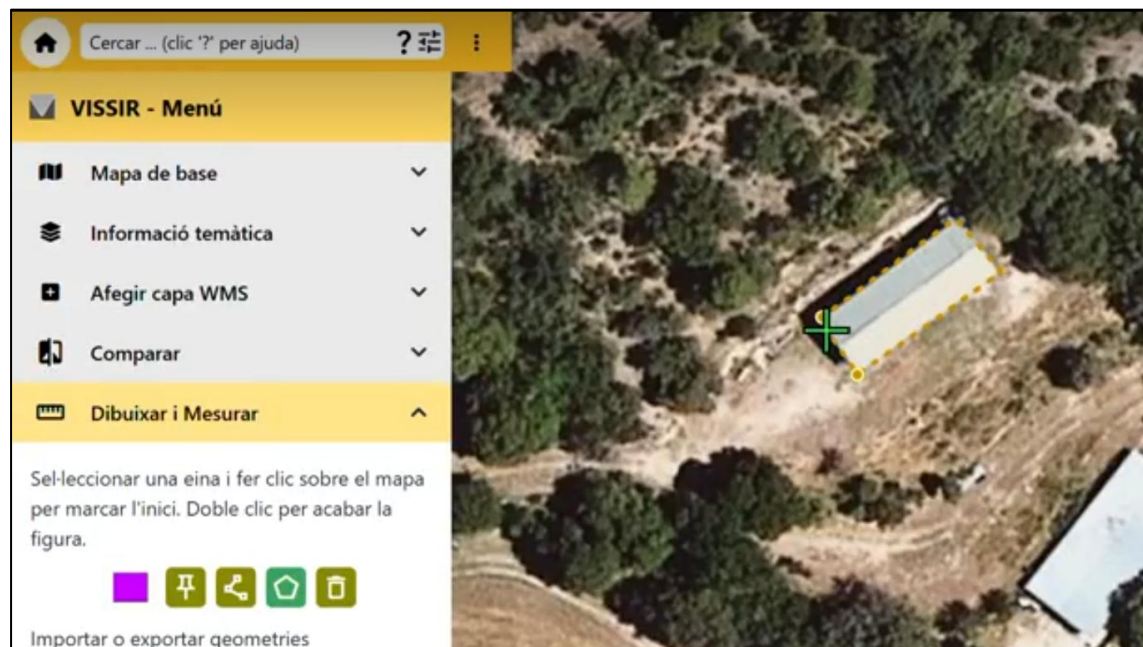 Cercar ... (clic '?' per ajuda)
?
VISSIR - Menú
Mapa de base
Informació temàtica
Afegir capa WMS
Comparar
Dibuixar i Mesurar
Sel·leccionar una eina i fer clic sobre el mapa
per marcar l'inici. Doble clic per acabar la
figura.
Importar o exportar geometries